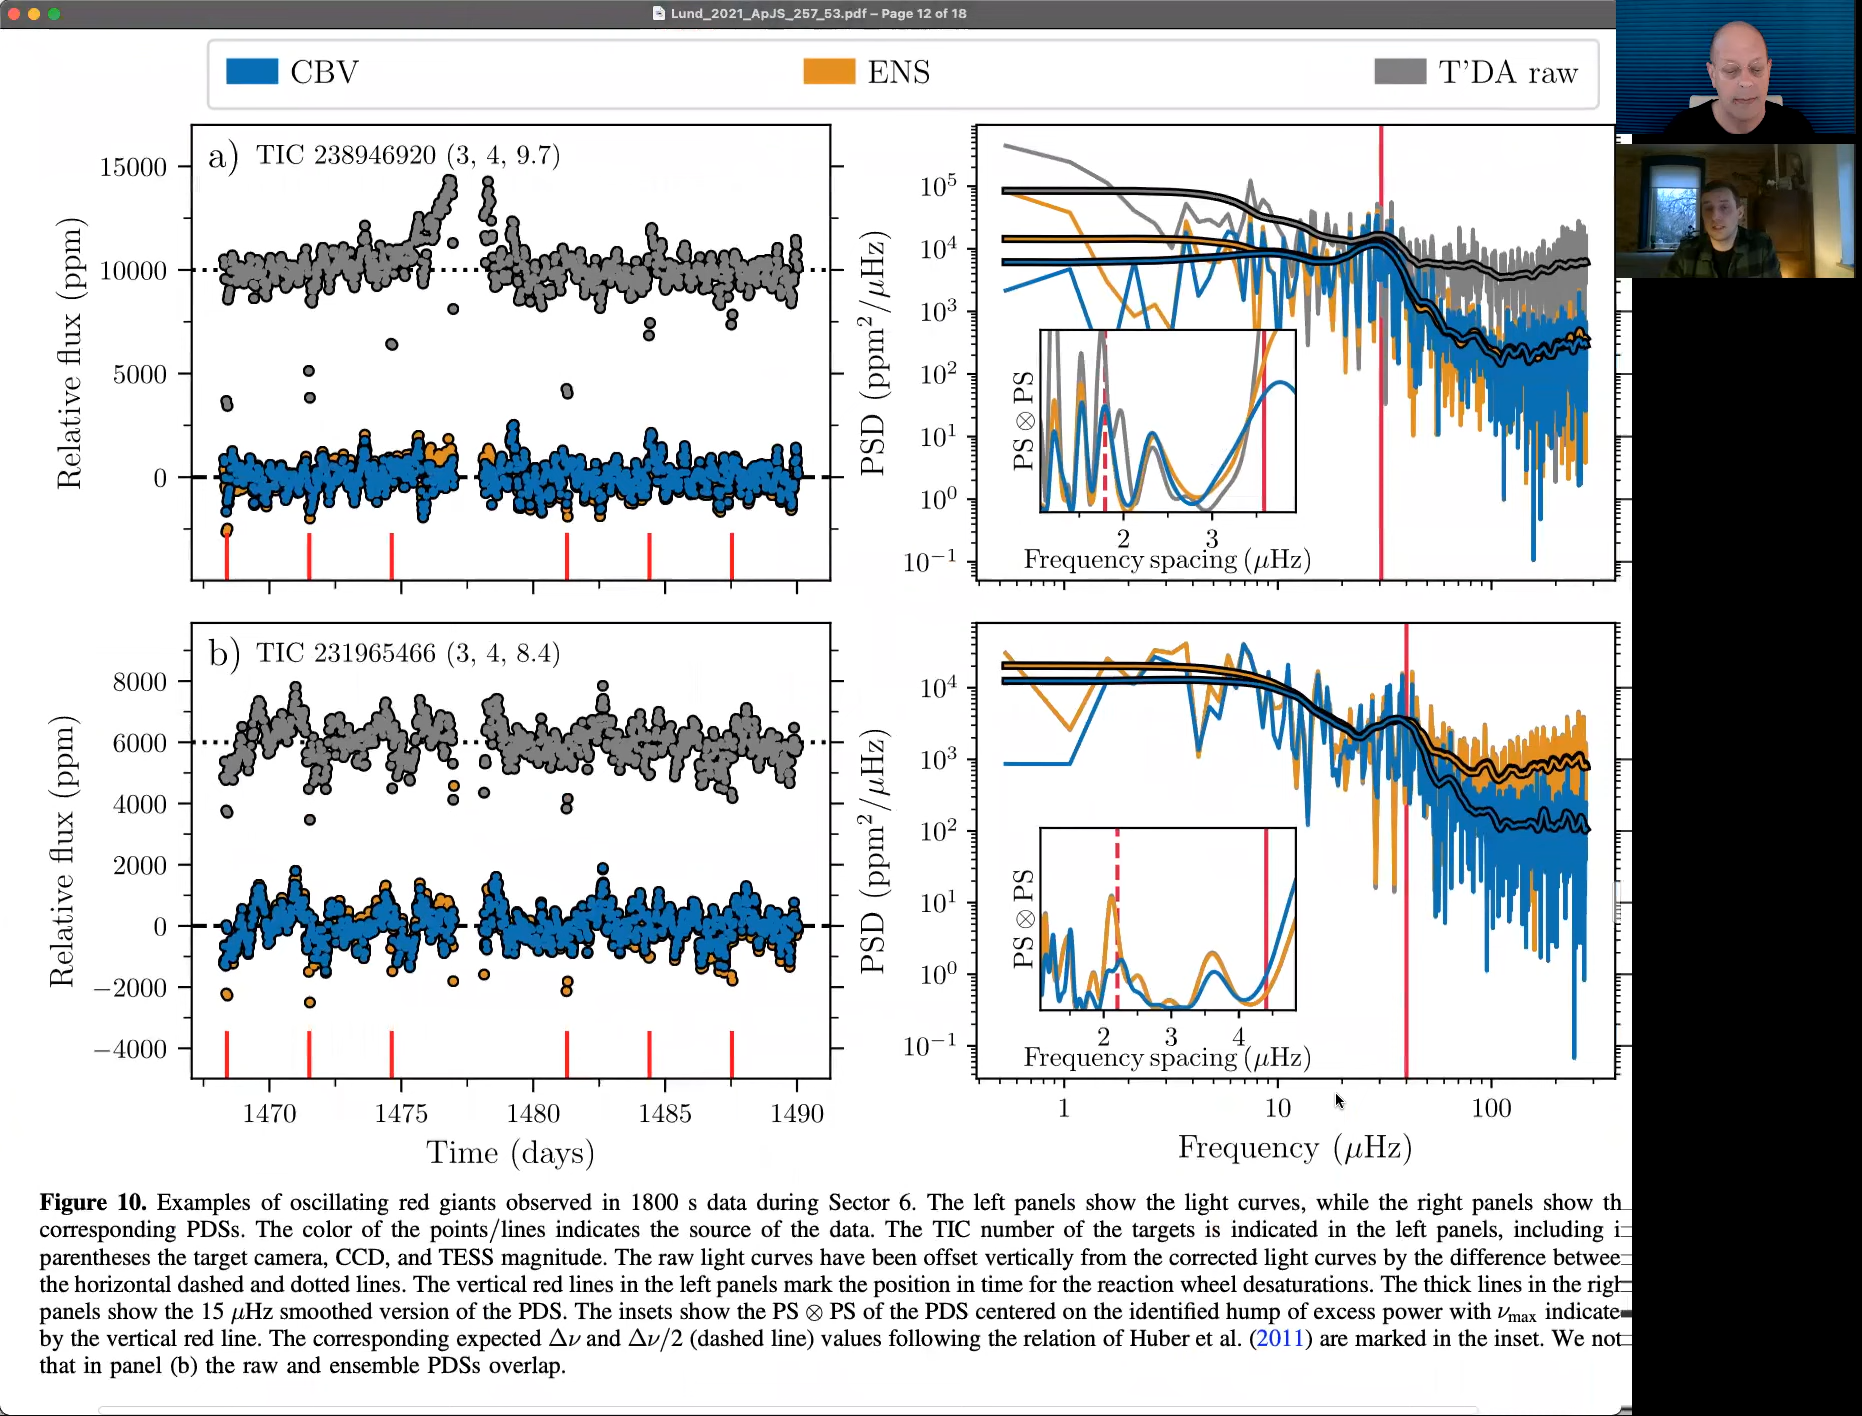 Lund_2021_ApJS_257_53.pdf – Page 12 of 18
CBV
ENS
T'DA raw
a) TIC 238946920 (3, 4, 9.7)
15000
10000
5000
0
Relative flux (ppm)
10⁵
10⁴
10³
10²
10¹
10⁰
10⁻¹
PSD (ppm²/μHz)
PS ⊗ PS
2
3
Frequency spacing (μHz)
b) TIC 231965466 (3, 4, 8.4)
8000
6000
4000
2000
0
−2000
−4000
Relative flux (ppm)
1470
1475
1480
1485
1490
Time (days)
10⁴
10³
10²
10¹
10⁰
10⁻¹
PSD (ppm²/μHz)
PS ⊗ PS
2
3
4
Frequency spacing (μHz)
1
10
100
Frequency (μHz)
Figure 10. Examples of oscillating red giants observed in 1800 s data during Sector 6. The left panels show the light curves, while the right panels show th
corresponding PDSs. The color of the points/lines indicates the source of the data. The TIC number of the targets is indicated in the left panels, including i
parentheses the target camera, CCD, and TESS magnitude. The raw light curves have been offset vertically from the corrected light curves by the difference betwee
the horizontal dashed and dotted lines. The vertical red lines in the left panels mark the position in time for the reaction wheel desaturations. The thick lines in the righ
panels show the 15 μHz smoothed version of the PDS. The insets show the PS ⊗ PS of the PDS centered on the identified hump of excess power with νmax indicate
by the vertical red line. The corresponding expected Δν and Δν/2 (dashed line) values following the relation of Huber et al. (2011) are marked in the inset. We not
that in panel (b) the raw and ensemble PDSs overlap.